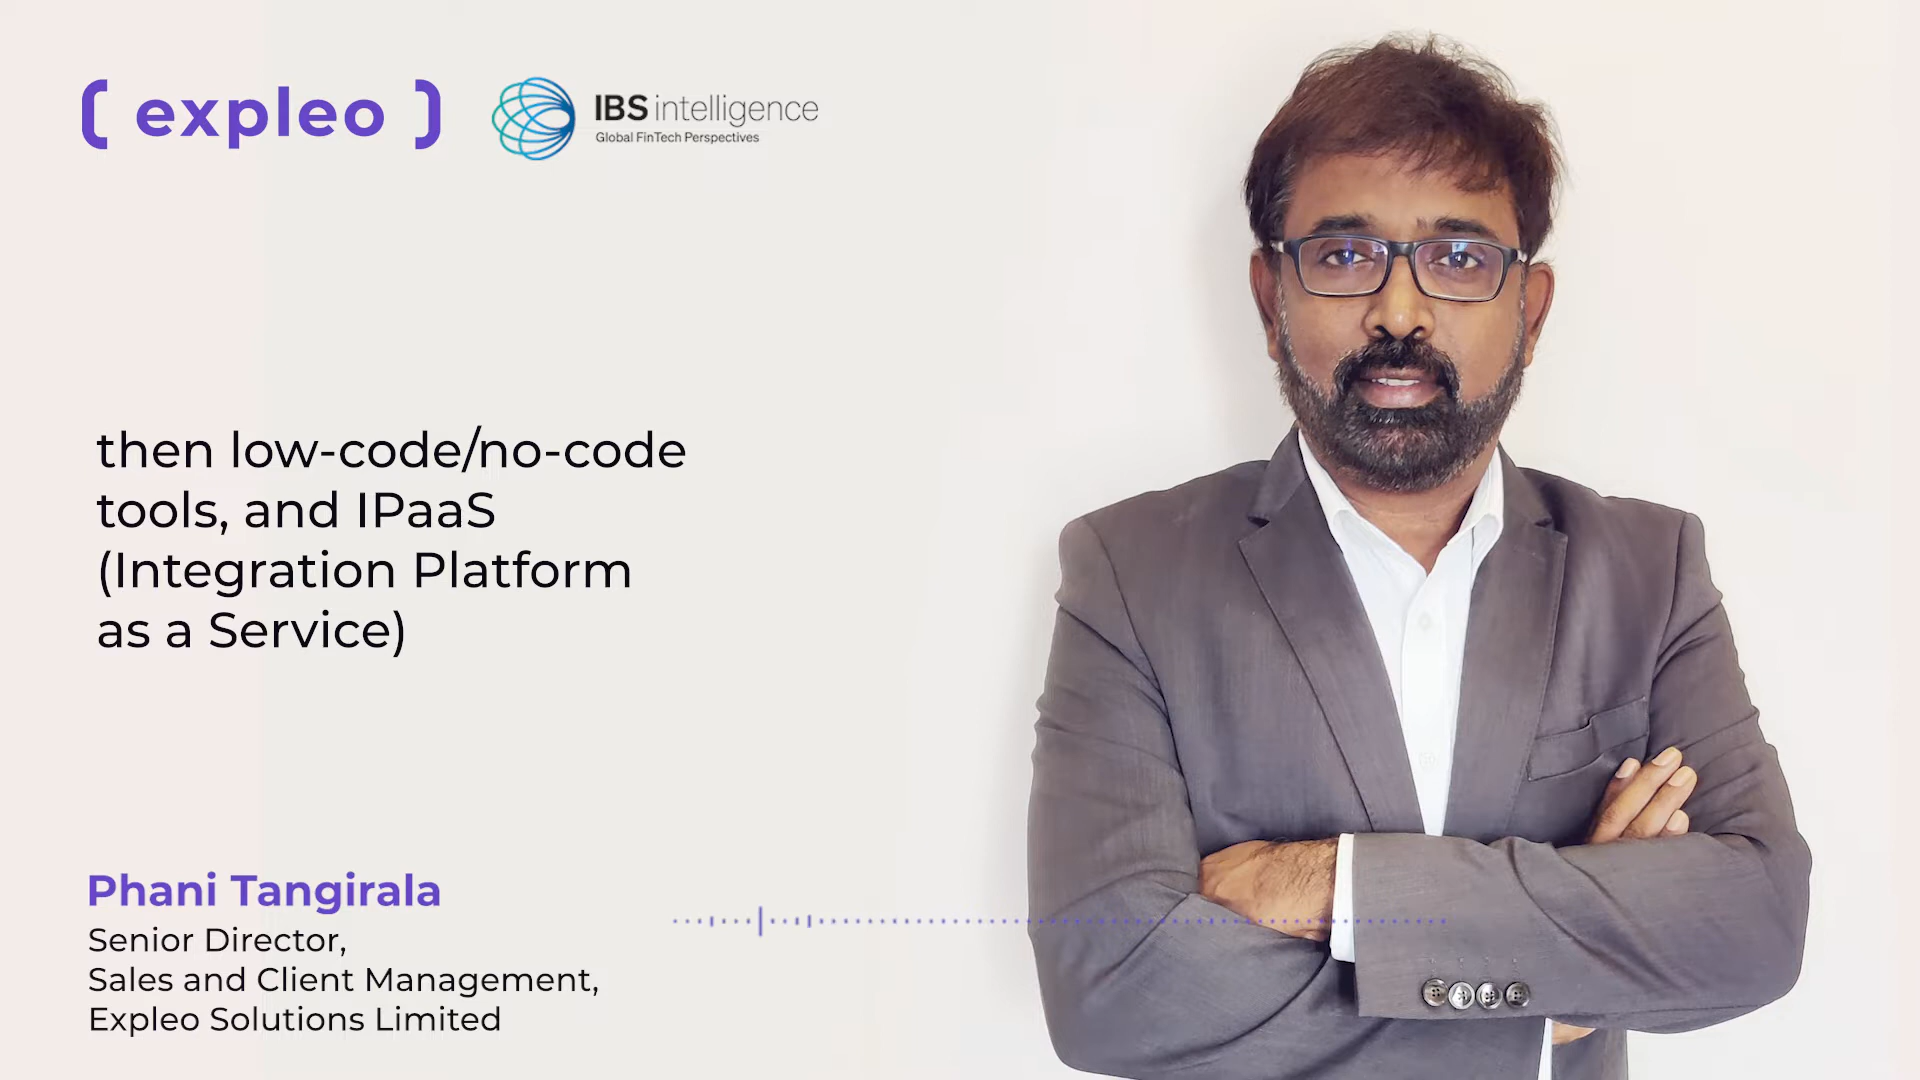 ( expleo )
IBS intelligence
Global FinTech Perspectives
then low-code/no-code
tools, and IPaaS
(Integration Platform
as a Service)
Phani Tangirala
Senior Director,
Sales and Client Management,
Expleo Solutions Limited